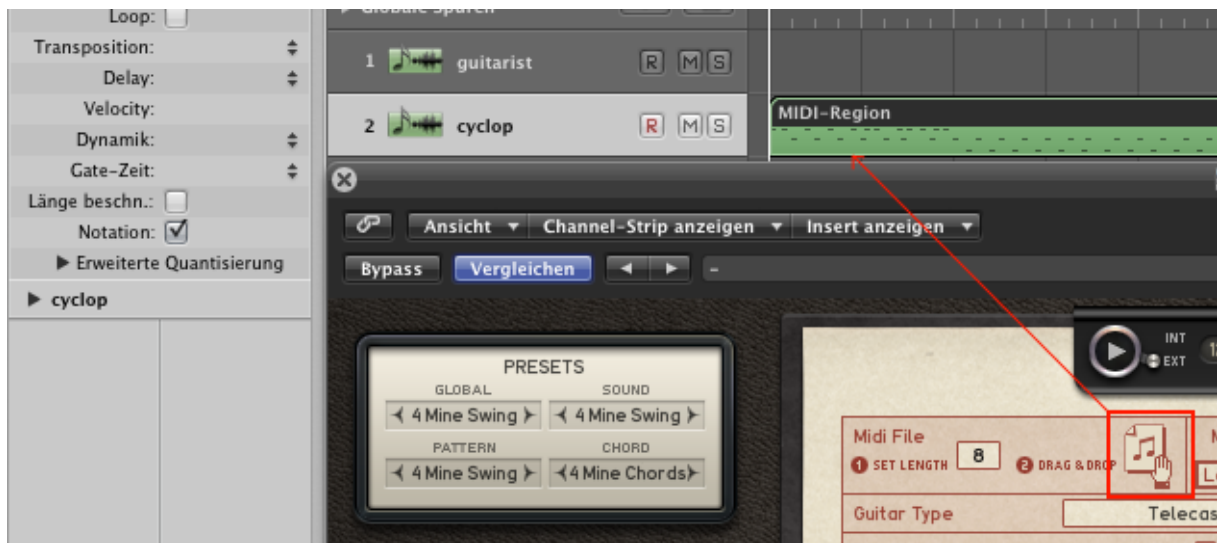 Loop:
Transposition:
Delay:
Velocity:
Dynamik:
Gate-Zeit:
Länge beschn.:
Notation:
Erweiterte Quantisierung
cyclop
Globale Spuren
1 guitarist R M S
2 cyclop R M S
MIDI-Region
Ansicht Channel-Strip anzeigen Insert anzeigen
Bypass Vergleichen -
PRESETS
GLOBAL SOUND
4 Mine Swing 4 Mine Swing
PATTERN CHORD
4 Mine Swing 4 Mine Chords
INT
EXT
Midi File
1 SET LENGTH 8 2 DRAG & DROP
Guitar Type Telecas